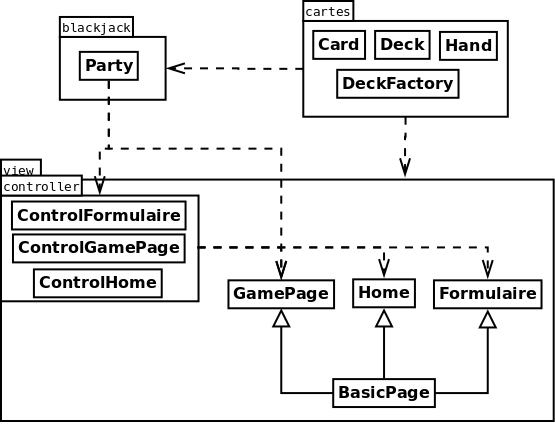 cartes
Card Deck Hand
DeckFactory
blackjack
Party
view
controller
ControlFormulaire
ControlGamePage
ControlHome
GamePage Home Formulaire
BasicPage